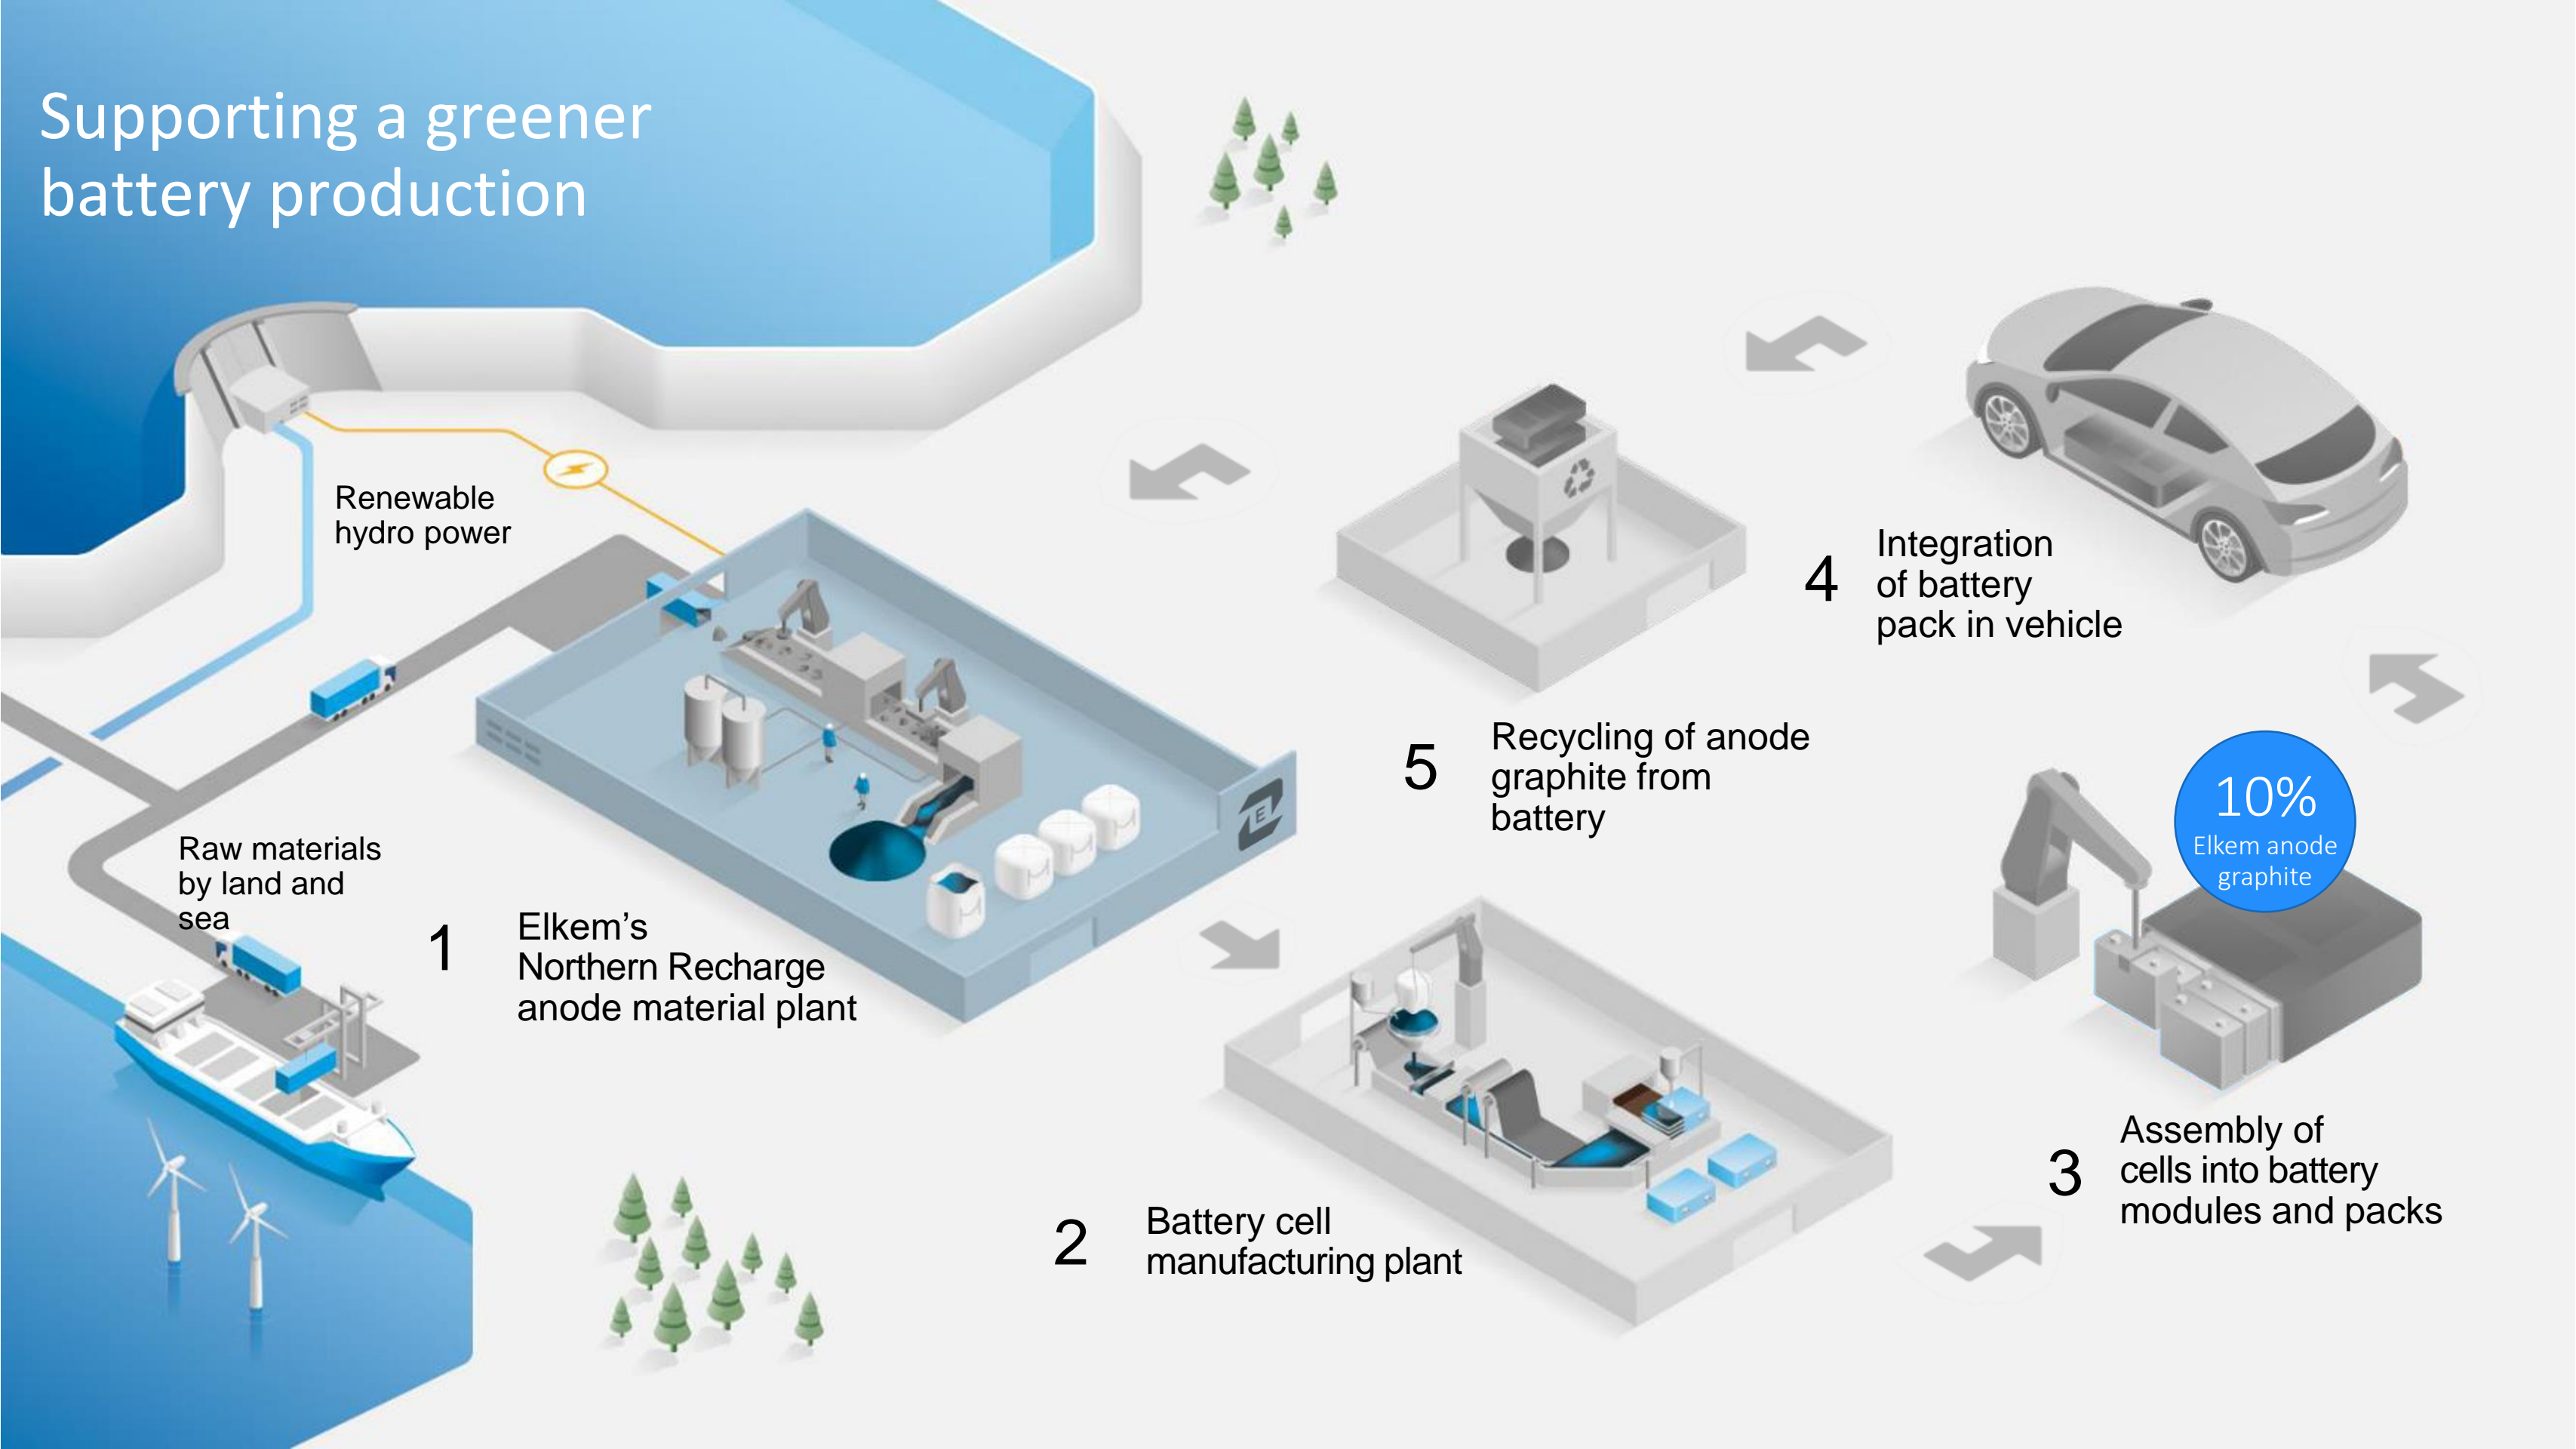 Supporting a greener
battery production
Renewable
hydro power
Raw materials
by land and
sea
1
Elkem’s
Northern Recharge
anode material plant
2
Battery cell
manufacturing plant
3
Assembly of
cells into battery
modules and packs
10%
Elkem anode
graphite
4
Integration
of battery
pack in vehicle
5
Recycling of anode
graphite from
battery
E